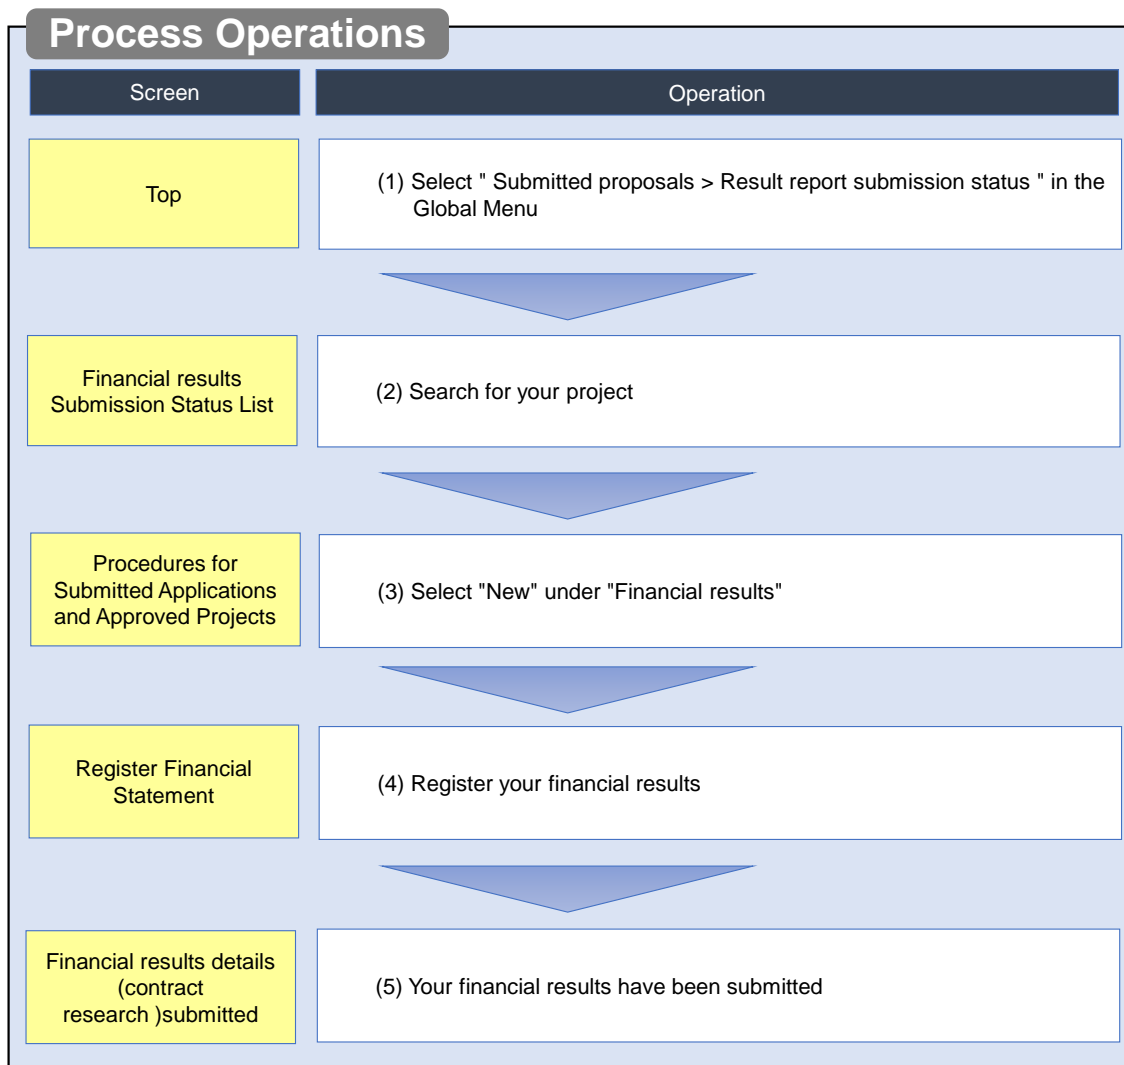 Process Operations
Screen
Operation
Top
(1) Select " Submitted proposals > Result report submission status " in the
Global Menu
Financial results
Submission Status List
(2) Search for your project
Procedures for
Submitted Applications
and Approved Projects
(3) Select "New" under "Financial results"
Register Financial
Statement
(4) Register your financial results
Financial results details
(contract
research )submitted
(5) Your financial results have been submitted